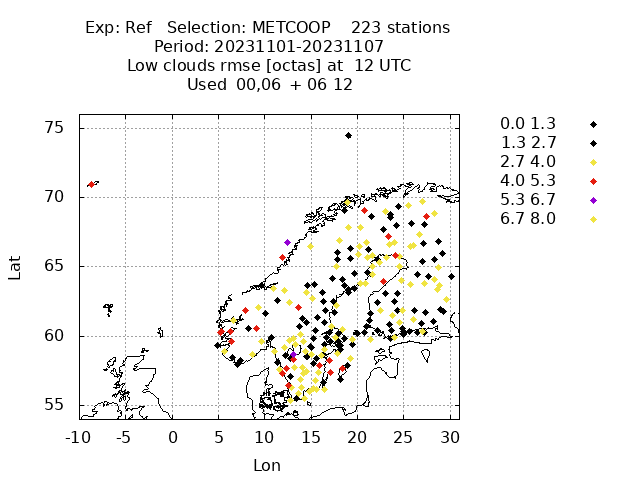 Exp: Ref   Selection: METCOOP    223 stations
Period: 20231101-20231107
Low clouds rmse [octas] at  12 UTC
Used  00,06  + 06 12
75
70
65
60
55
Lat
-10 -5 0 5 10 15 20 25 30
Lon
0.0 1.3
1.3 2.7
2.7 4.0
4.0 5.3
5.3 6.7
6.7 8.0